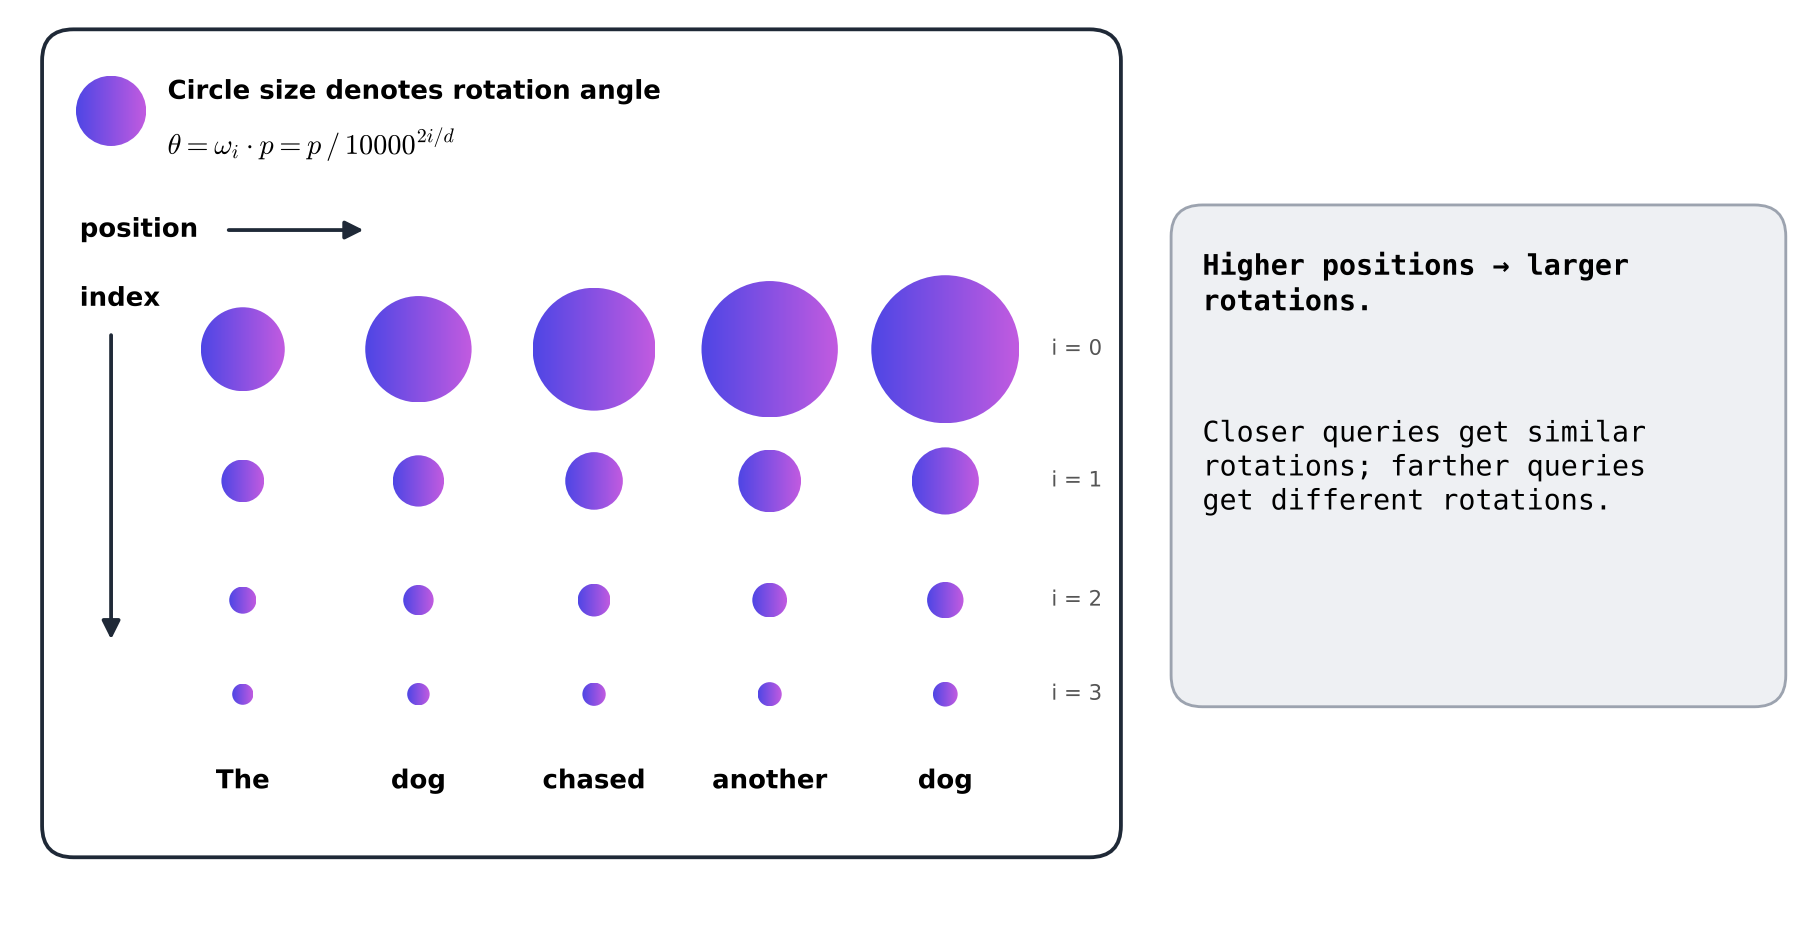 Circle size denotes rotation angle
θ = ω_i · p = p / 10000^{2i/d}
position
index
i = 0
i = 1
i = 2
i = 3
The dog chased another dog
Higher positions → larger
rotations.
Closer queries get similar
rotations; farther queries
get different rotations.